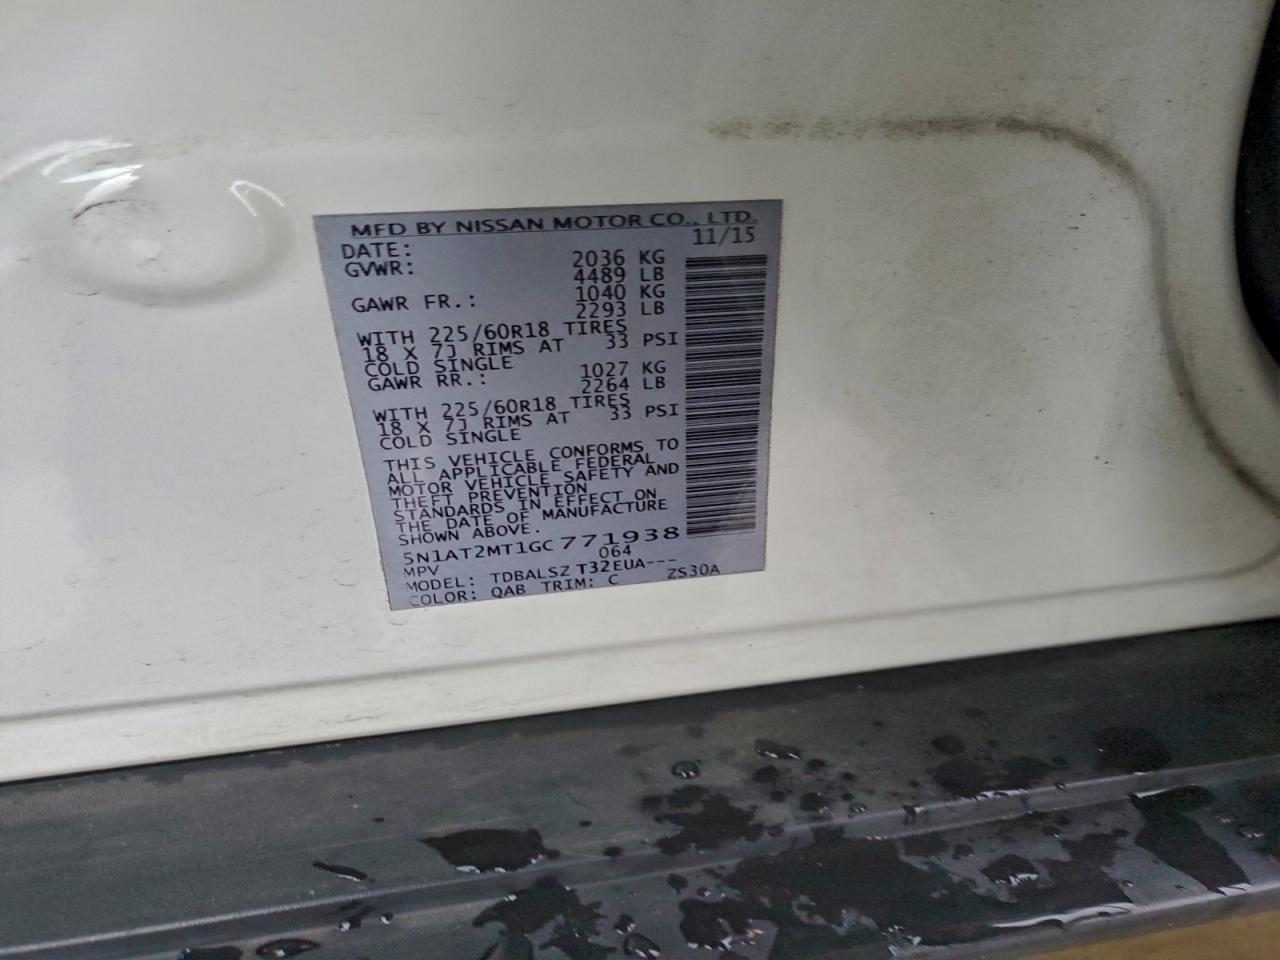 MFD BY NISSAN MOTOR CO., LTD.
DATE: 11/15
GVWR: 2036 KG
4489 LB
GAWR FR.: 1040 KG
2293 LB
WITH 225/60R18 TIRES
18 X 7J RIMS AT 33 PSI
COLD SINGLE
GAWR RR.: 1027 KG
2264 LB
WITH 225/60R18 TIRES
18 X 7J RIMS AT 33 PSI
COLD SINGLE
THIS VEHICLE CONFORMS TO
ALL APPLICABLE FEDERAL
MOTOR VEHICLE SAFETY AND
THEFT PREVENTION
STANDARDS IN EFFECT ON
THE DATE OF MANUFACTURE
SHOWN ABOVE.
5N1AT2MT1GC771938
MPV 064
MODEL: TDBALSZ T32EUA---
COLOR: QAB TRIM: C ZS30A